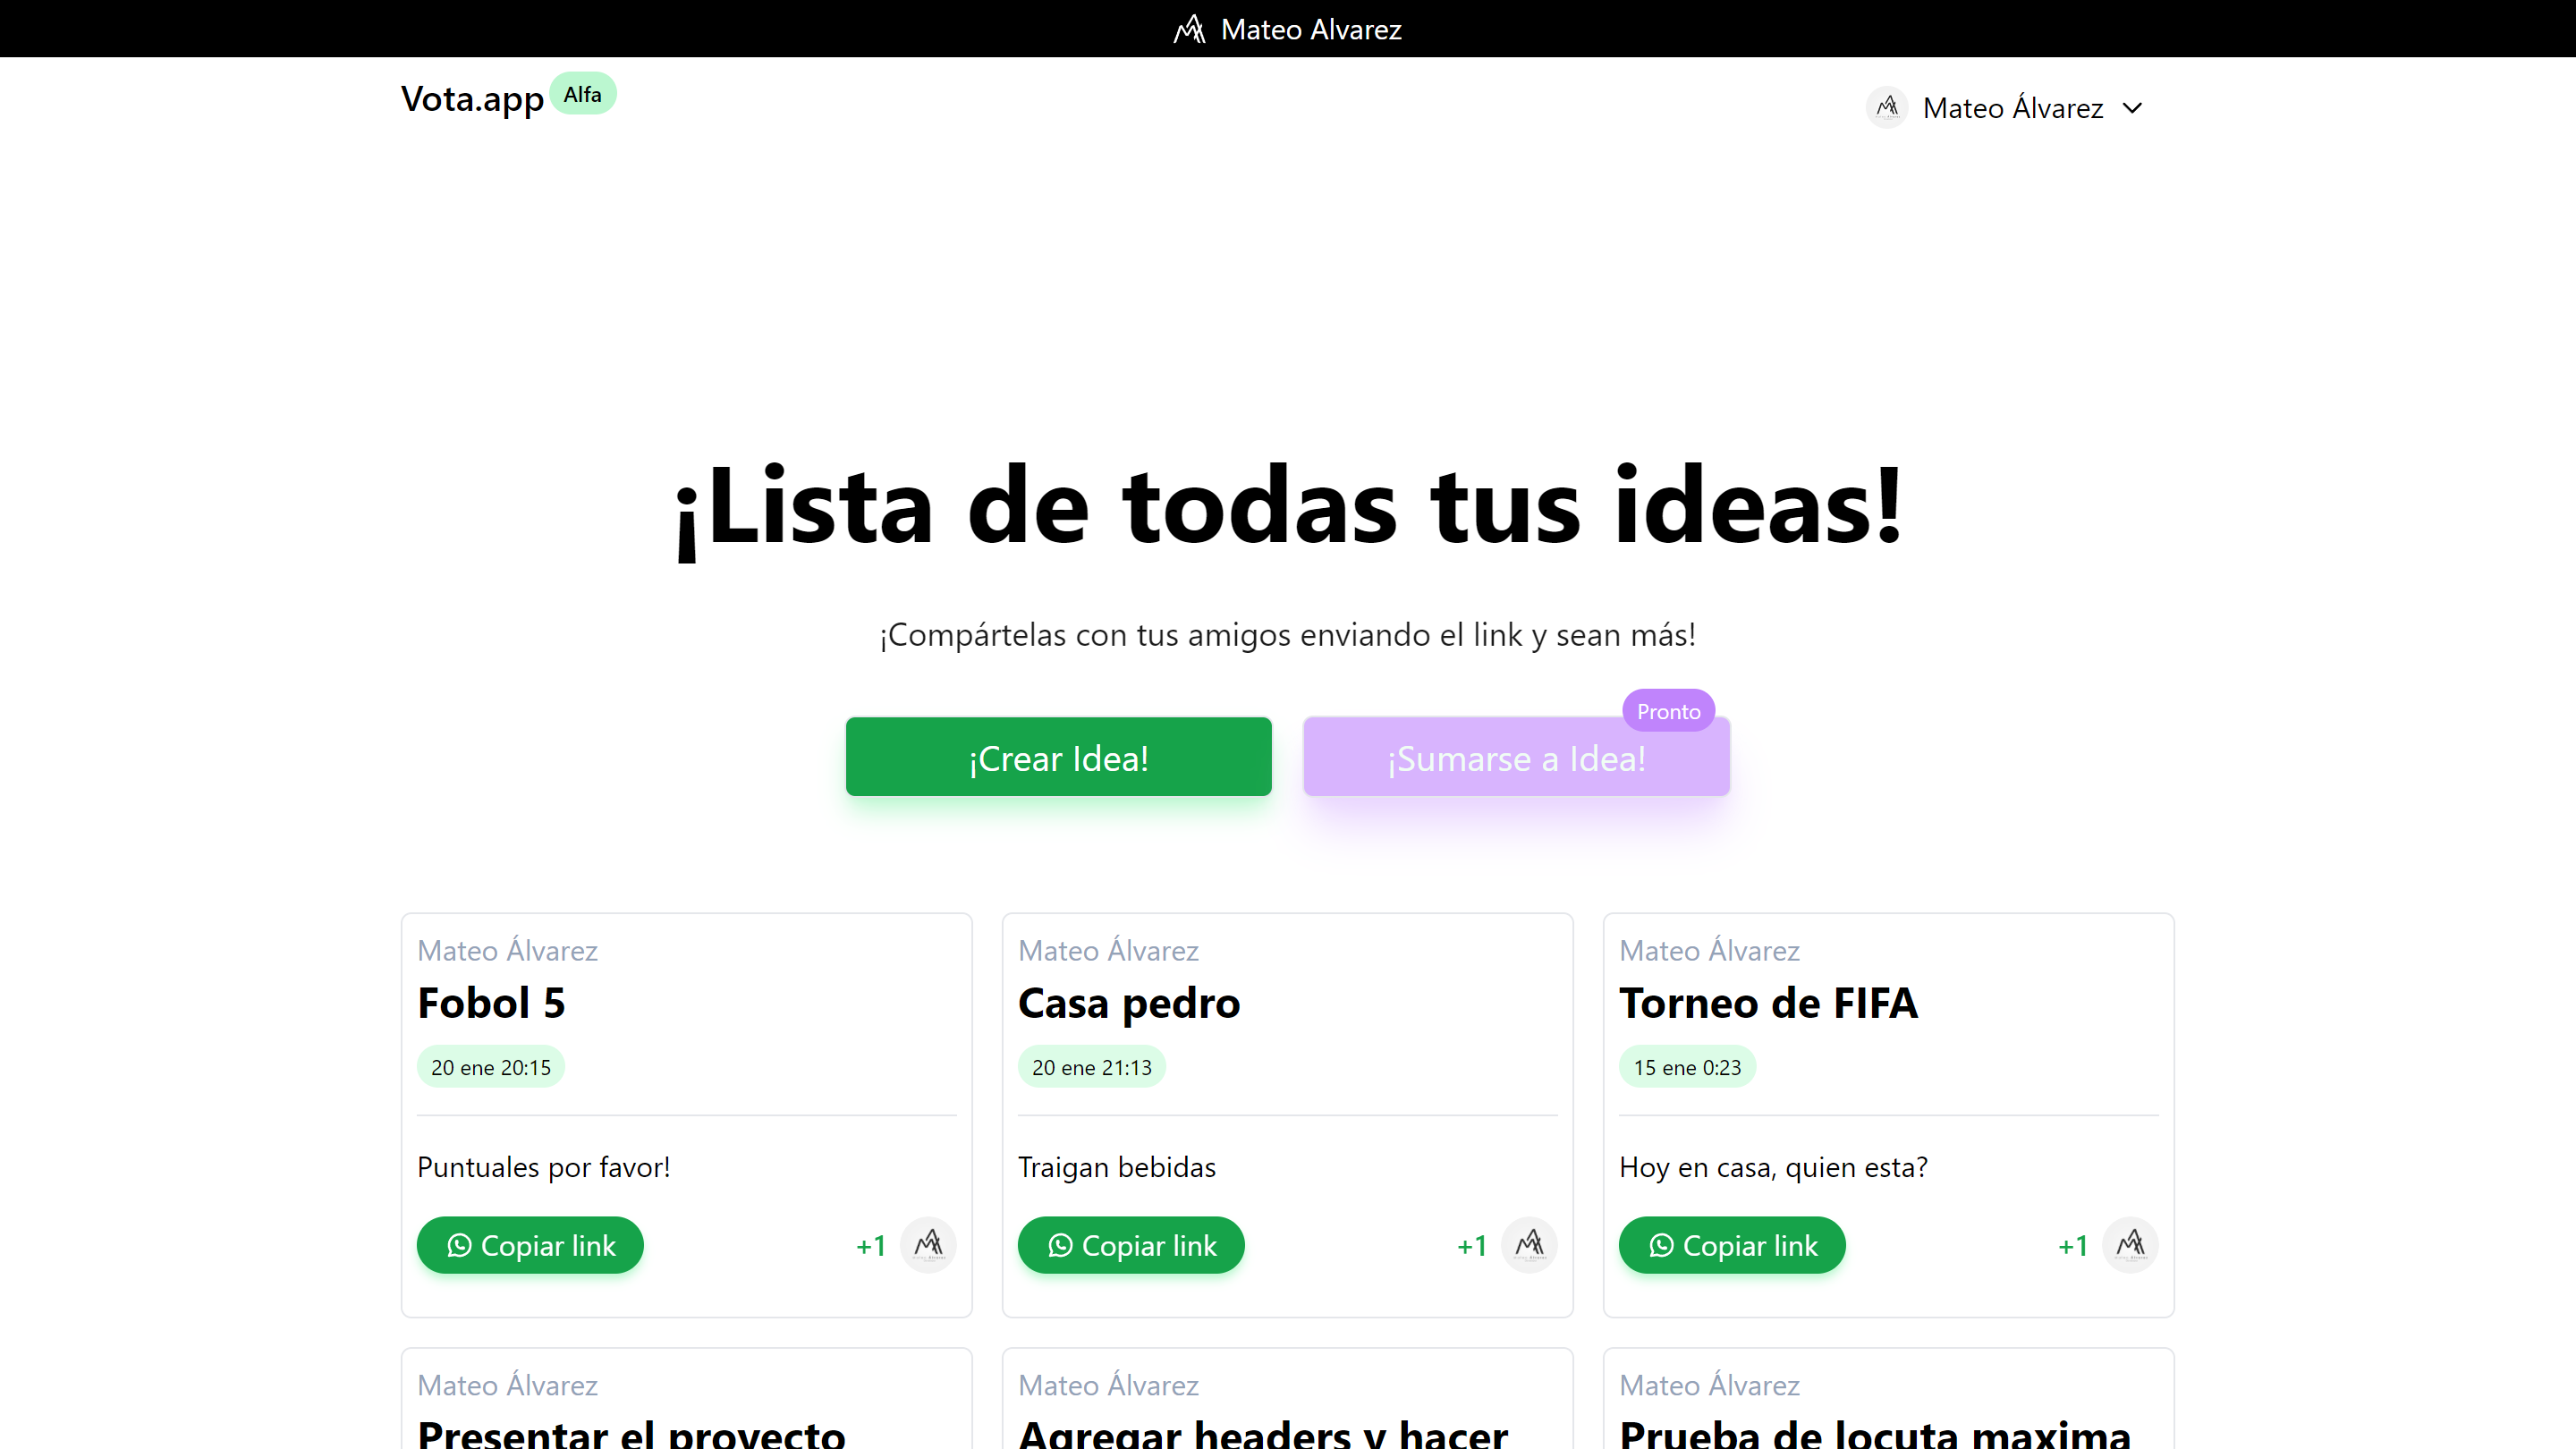 Mateo Alvarez
Vota.app Alfa
Mateo Álvarez
¡Lista de todas tus ideas!
¡Compártelas con tus amigos enviando el link y sean más!
Pronto
¡Crear Idea!
¡Sumarse a Idea!
Mateo Álvarez
Fobol 5
20 ene 20:15
Puntuales por favor!
Copiar link
+1
Mateo Álvarez
Casa pedro
20 ene 21:13
Traigan bebidas
Copiar link
+1
Mateo Álvarez
Torneo de FIFA
15 ene 0:23
Hoy en casa, quien esta?
Copiar link
+1
Mateo Álvarez
Presentar el proyecto
Mateo Álvarez
Agregar headers y hacer
Mateo Álvarez
Prueba de locuta maxima